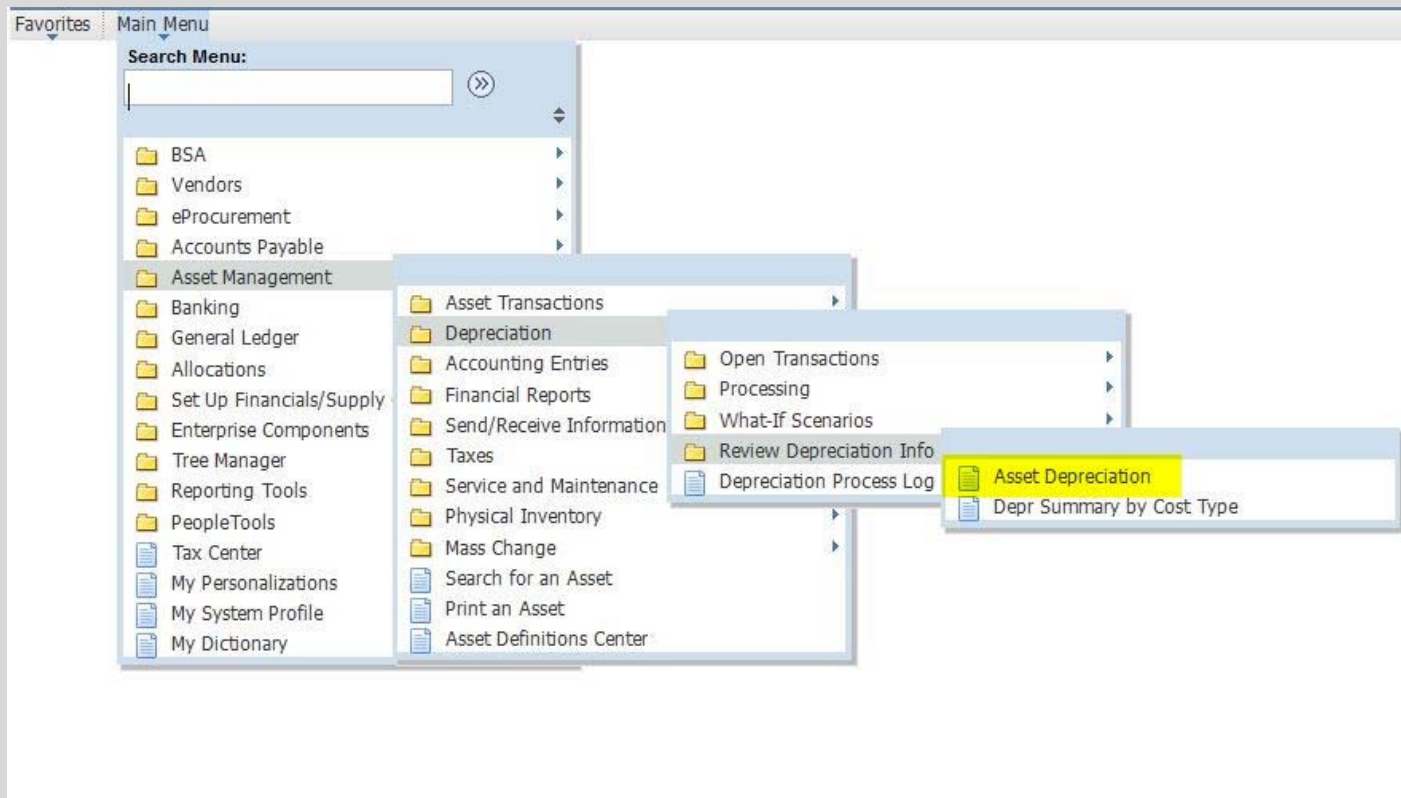 Favorites Main Menu
Search Menu:
BSA
Vendors
eProcurement
Accounts Payable
Asset Management
Banking
General Ledger
Allocations
Set Up Financials/Supply
Enterprise Components
Tree Manager
Reporting Tools
PeopleTools
Tax Center
My Personalizations
My System Profile
My Dictionary
Asset Transactions
Depreciation
Accounting Entries
Financial Reports
Send/Receive Information
Taxes
Service and Maintenance
Physical Inventory
Mass Change
Search for an Asset
Print an Asset
Asset Definitions Center
Open Transactions
Processing
What-If Scenarios
Review Depreciation Info
Depreciation Process Log
Asset Depreciation
Depr Summary by Cost Type